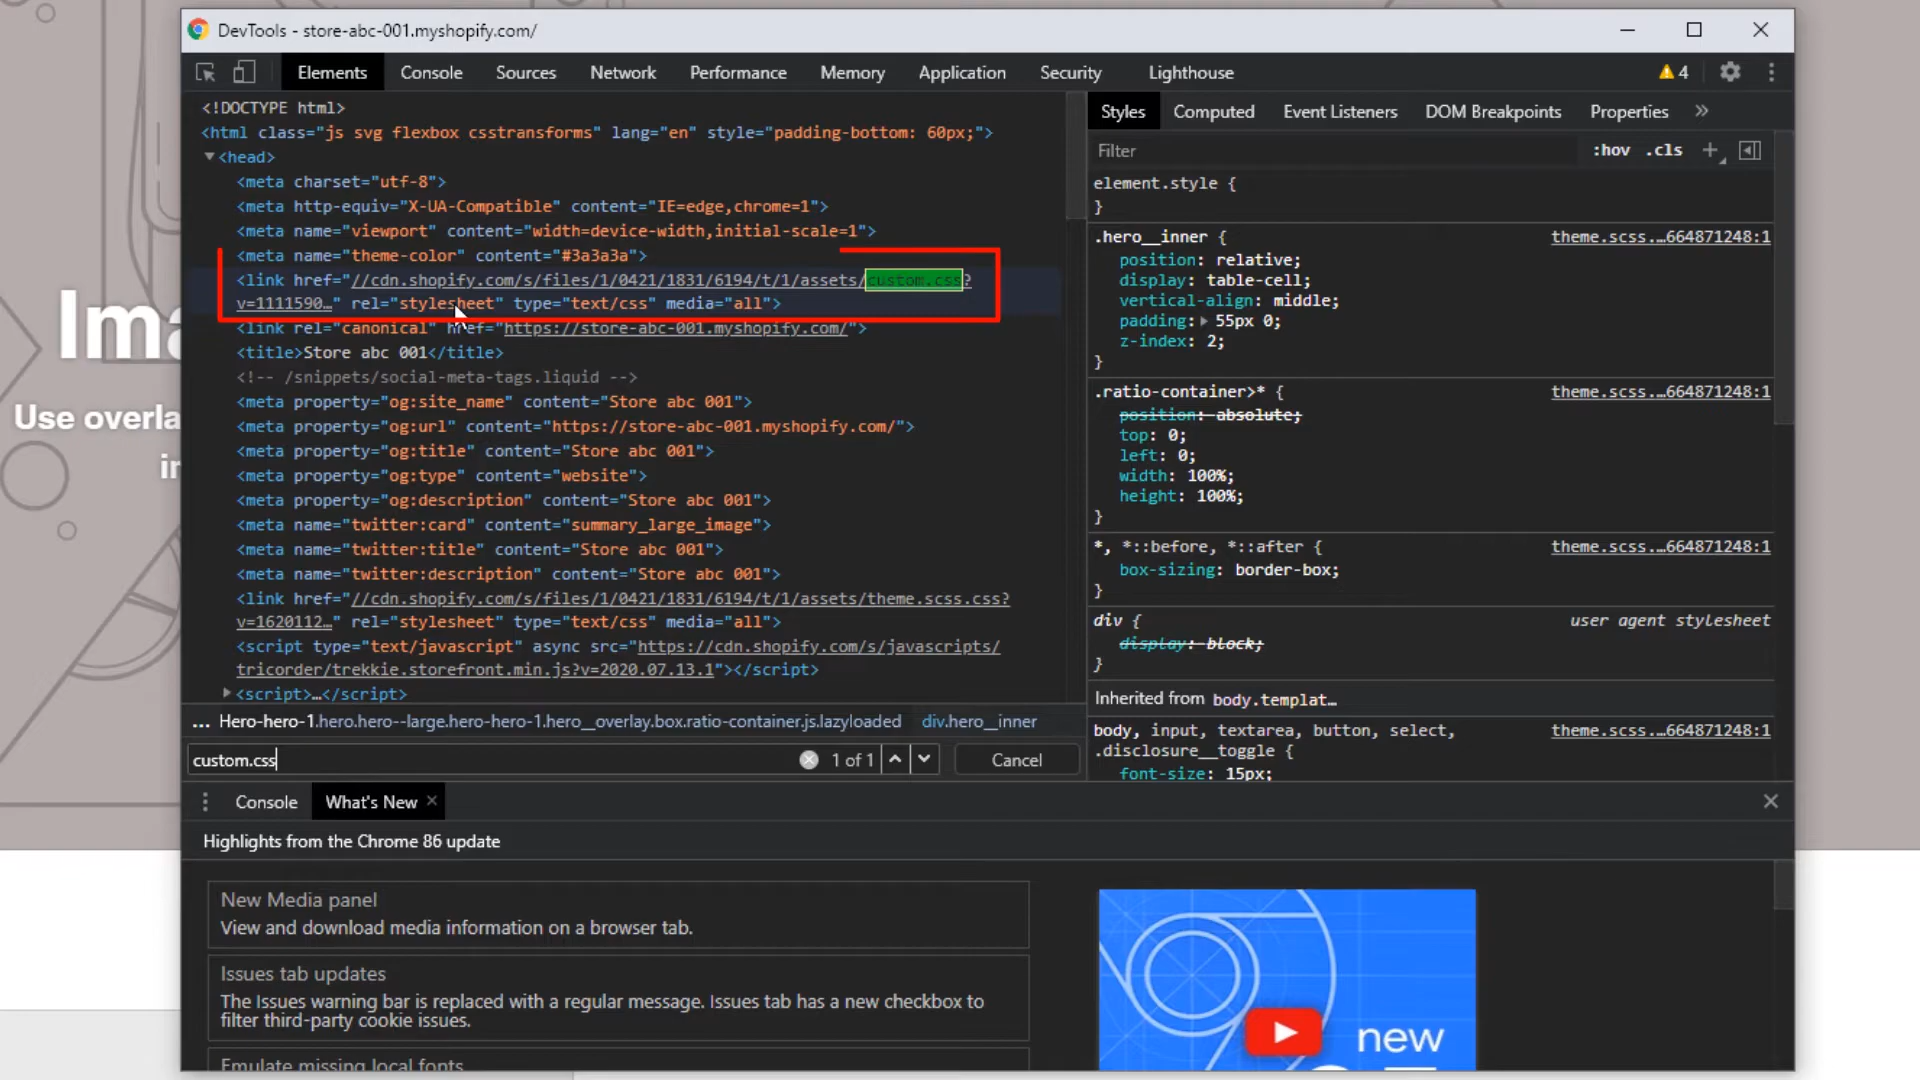 DevTools - store-abc-001.myshopify.com/
Elements Console Sources Network Performance Memory Application Security Lighthouse 4
<!DOCTYPE html>
<html class="js svg flexbox csstransforms" lang="en" style="padding-bottom: 60px;">
<head>
<meta charset="utf-8">
<meta http-equiv="X-UA-Compatible" content="IE=edge,chrome=1">
<meta name="viewport" content="width=device-width,initial-scale=1">
<meta name="theme-color" content="#3a3a3a">
<link href="//cdn.shopify.com/s/files/1/0421/1831/6194/t/1/assets/custom.css?
v=1111590…" rel="stylesheet" type="text/css" media="all">
<link rel="canonical" href="https://store-abc-001.myshopify.com/">
<title>Store abc 001</title>
<!-- /snippets/social-meta-tags.liquid -->
<meta property="og:site_name" content="Store abc 001">
<meta property="og:url" content="https://store-abc-001.myshopify.com/">
<meta property="og:title" content="Store abc 001">
<meta property="og:type" content="website">
<meta property="og:description" content="Store abc 001">
<meta name="twitter:card" content="summary_large_image">
<meta name="twitter:title" content="Store abc 001">
<meta name="twitter:description" content="Store abc 001">
<link href="//cdn.shopify.com/s/files/1/0421/1831/6194/t/1/assets/theme.scss.css?
v=1620112…" rel="stylesheet" type="text/css" media="all">
<script type="text/javascript" async src="https://cdn.shopify.com/s/javascripts/
tricorder/trekkie.storefront.min.js?v=2020.07.13.1"></script>
<script>…</script>
... Hero-hero-1.hero.hero--large.hero-hero-1.hero__overlay.box.ratio-container.js.lazyloaded div.hero__inner
custom.css 1 of 1 Cancel
Styles Computed Event Listeners DOM Breakpoints Properties »
Filter :hov .cls +
element.style {
}
.hero__inner { theme.scss.…664871248:1
position: relative;
display: table-cell;
vertical-align: middle;
padding: 55px 0;
z-index: 2;
}
.ratio-container>* { theme.scss.…664871248:1
position: absolute;
top: 0;
left: 0;
width: 100%;
height: 100%;
}
*, *::before, *::after { theme.scss.…664871248:1
box-sizing: border-box;
}
div { user agent stylesheet
display: block;
}
Inherited from body.templat…
body, input, textarea, button, select, theme.scss.…664871248:1
.disclosure__toggle {
font-size: 15px;
Console What's New
Highlights from the Chrome 86 update
New Media panel
View and download media information on a browser tab.
Issues tab updates
The Issues warning bar is replaced with a regular message. Issues tab has a new checkbox to
filter third-party cookie issues.
Emulate missing local fonts
new
Ima
Use overla
i